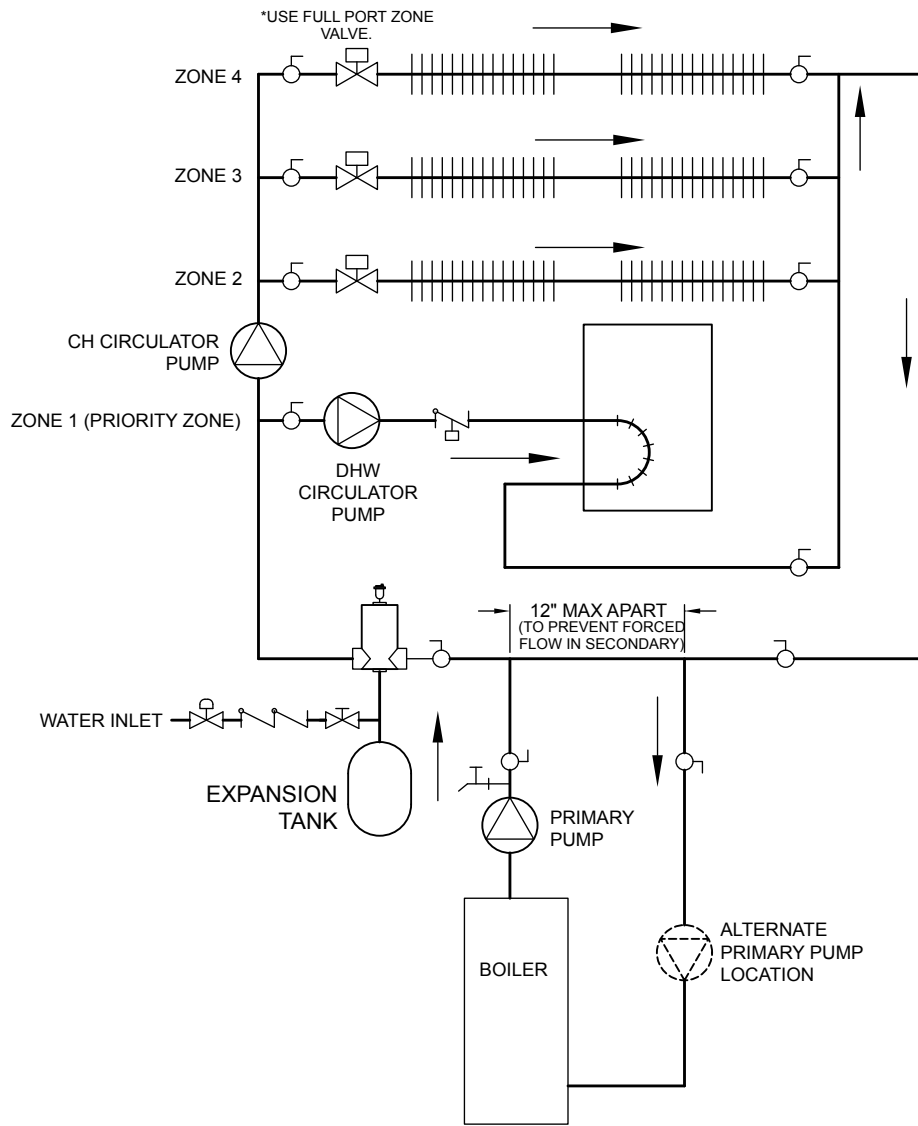 *USE FULL PORT ZONE
VALVE.
ZONE 4
ZONE 3
ZONE 2
CH CIRCULATOR
PUMP
ZONE 1 (PRIORITY ZONE)
DHW
CIRCULATOR
PUMP
12" MAX APART
(TO PREVENT FORCED
FLOW IN SECONDARY)
WATER INLET
EXPANSION
TANK
PRIMARY
PUMP
BOILER
ALTERNATE
PRIMARY PUMP
LOCATION